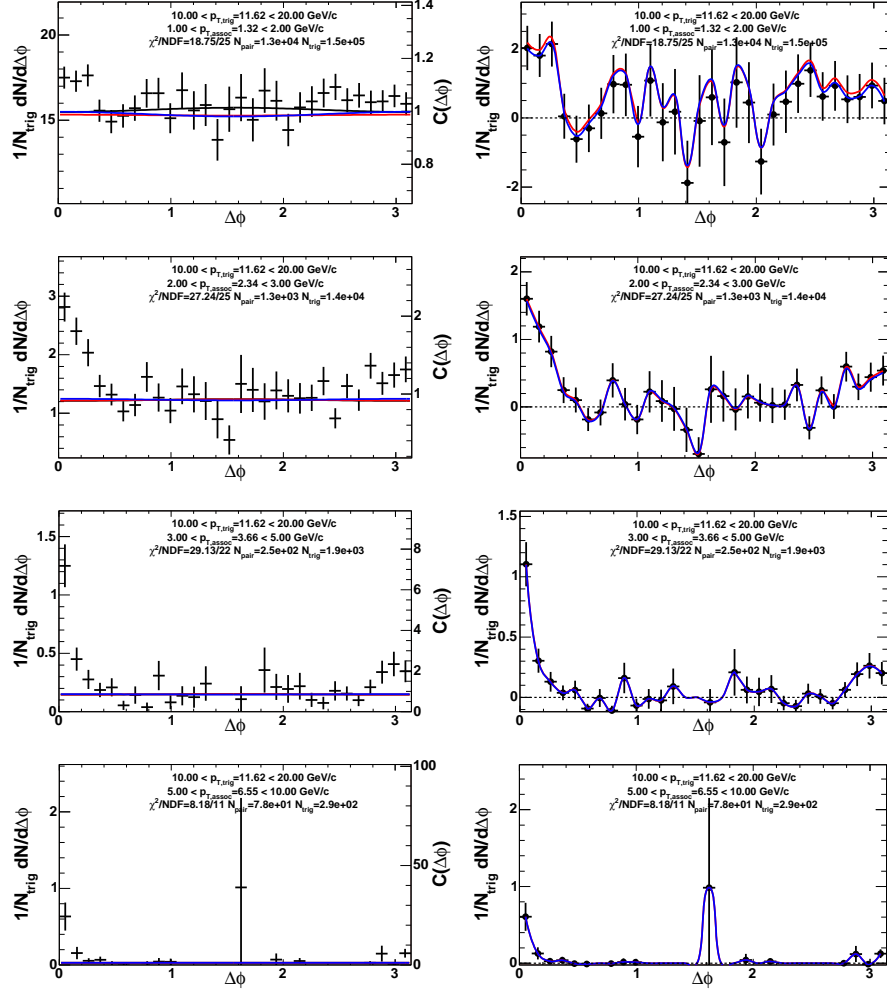 10.00 < p_T,trig=11.62 < 20.00 GeV/c
1.00 < p_T,assoc=1.32 < 2.00 GeV/c
χ²/NDF=18.75/25 N_pair=1.3e+04 N_trig=1.5e+05
1/N_trig dN/dΔφ
C(Δφ)
20
15
1.4
1.2
1.0
0.8
0 1 2 3
Δφ
10.00 < p_T,trig=11.62 < 20.00 GeV/c
1.00 < p_T,assoc=1.32 < 2.00 GeV/c
χ²/NDF=18.75/25 N_pair=1.3e+04 N_trig=1.5e+05
1/N_trig dN/dΔφ
2
0
-2
0 1 2 3
Δφ
10.00 < p_T,trig=11.62 < 20.00 GeV/c
2.00 < p_T,assoc=2.34 < 3.00 GeV/c
χ²/NDF=27.24/25 N_pair=1.3e+03 N_trig=1.4e+04
1/N_trig dN/dΔφ
C(Δφ)
3
2
1
2
1
0
0 1 2 3
Δφ
10.00 < p_T,trig=11.62 < 20.00 GeV/c
2.00 < p_T,assoc=2.34 < 3.00 GeV/c
χ²/NDF=27.24/25 N_pair=1.3e+03 N_trig=1.4e+04
1/N_trig dN/dΔφ
2
1
0
0 1 2 3
Δφ
10.00 < p_T,trig=11.62 < 20.00 GeV/c
3.00 < p_T,assoc=3.66 < 5.00 GeV/c
χ²/NDF=29.13/22 N_pair=2.5e+02 N_trig=1.9e+03
1/N_trig dN/dΔφ
C(Δφ)
1.5
1
0.5
0
8
6
4
2
0
0 1 2 3
Δφ
10.00 < p_T,trig=11.62 < 20.00 GeV/c
3.00 < p_T,assoc=3.66 < 5.00 GeV/c
χ²/NDF=29.13/22 N_pair=2.5e+02 N_trig=1.9e+03
1/N_trig dN/dΔφ
1.5
1
0.5
0
0 1 2 3
Δφ
10.00 < p_T,trig=11.62 < 20.00 GeV/c
5.00 < p_T,assoc=6.55 < 10.00 GeV/c
χ²/NDF=8.18/11 N_pair=7.8e+01 N_trig=2.9e+02
1/N_trig dN/dΔφ
C(Δφ)
2
1
0
100
50
0
0 1 2 3
Δφ
10.00 < p_T,trig=11.62 < 20.00 GeV/c
5.00 < p_T,assoc=6.55 < 10.00 GeV/c
χ²/NDF=8.18/11 N_pair=7.8e+01 N_trig=2.9e+02
1/N_trig dN/dΔφ
2
1
0
0 1 2 3
Δφ